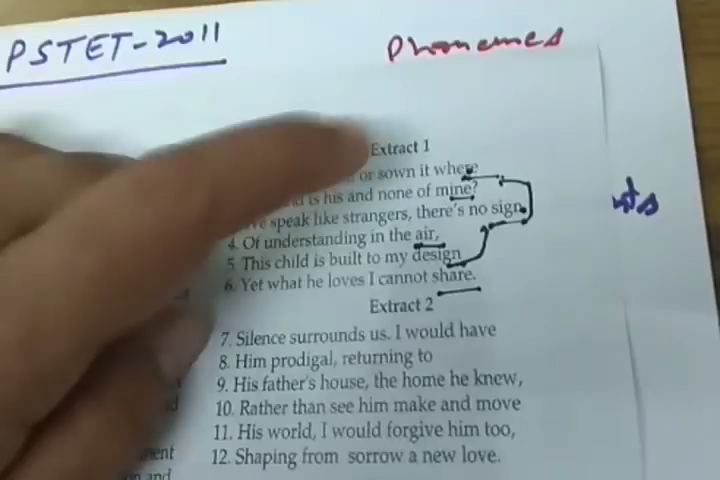 PSTET-2011
Phonemes
Extract 1
or sown it where
is his and none of mine?
speak like strangers, there's no sign.
4. Of understanding in the air,
5. This child is built to my design
6. Yet what he loves I cannot share.
Extract 2
7. Silence surrounds us. I would have
8. Him prodigal, returning to
9. His father's house, the home he knew,
10. Rather than see him make and move
11. His world, I would forgive him too,
12. Shaping from sorrow a new love.